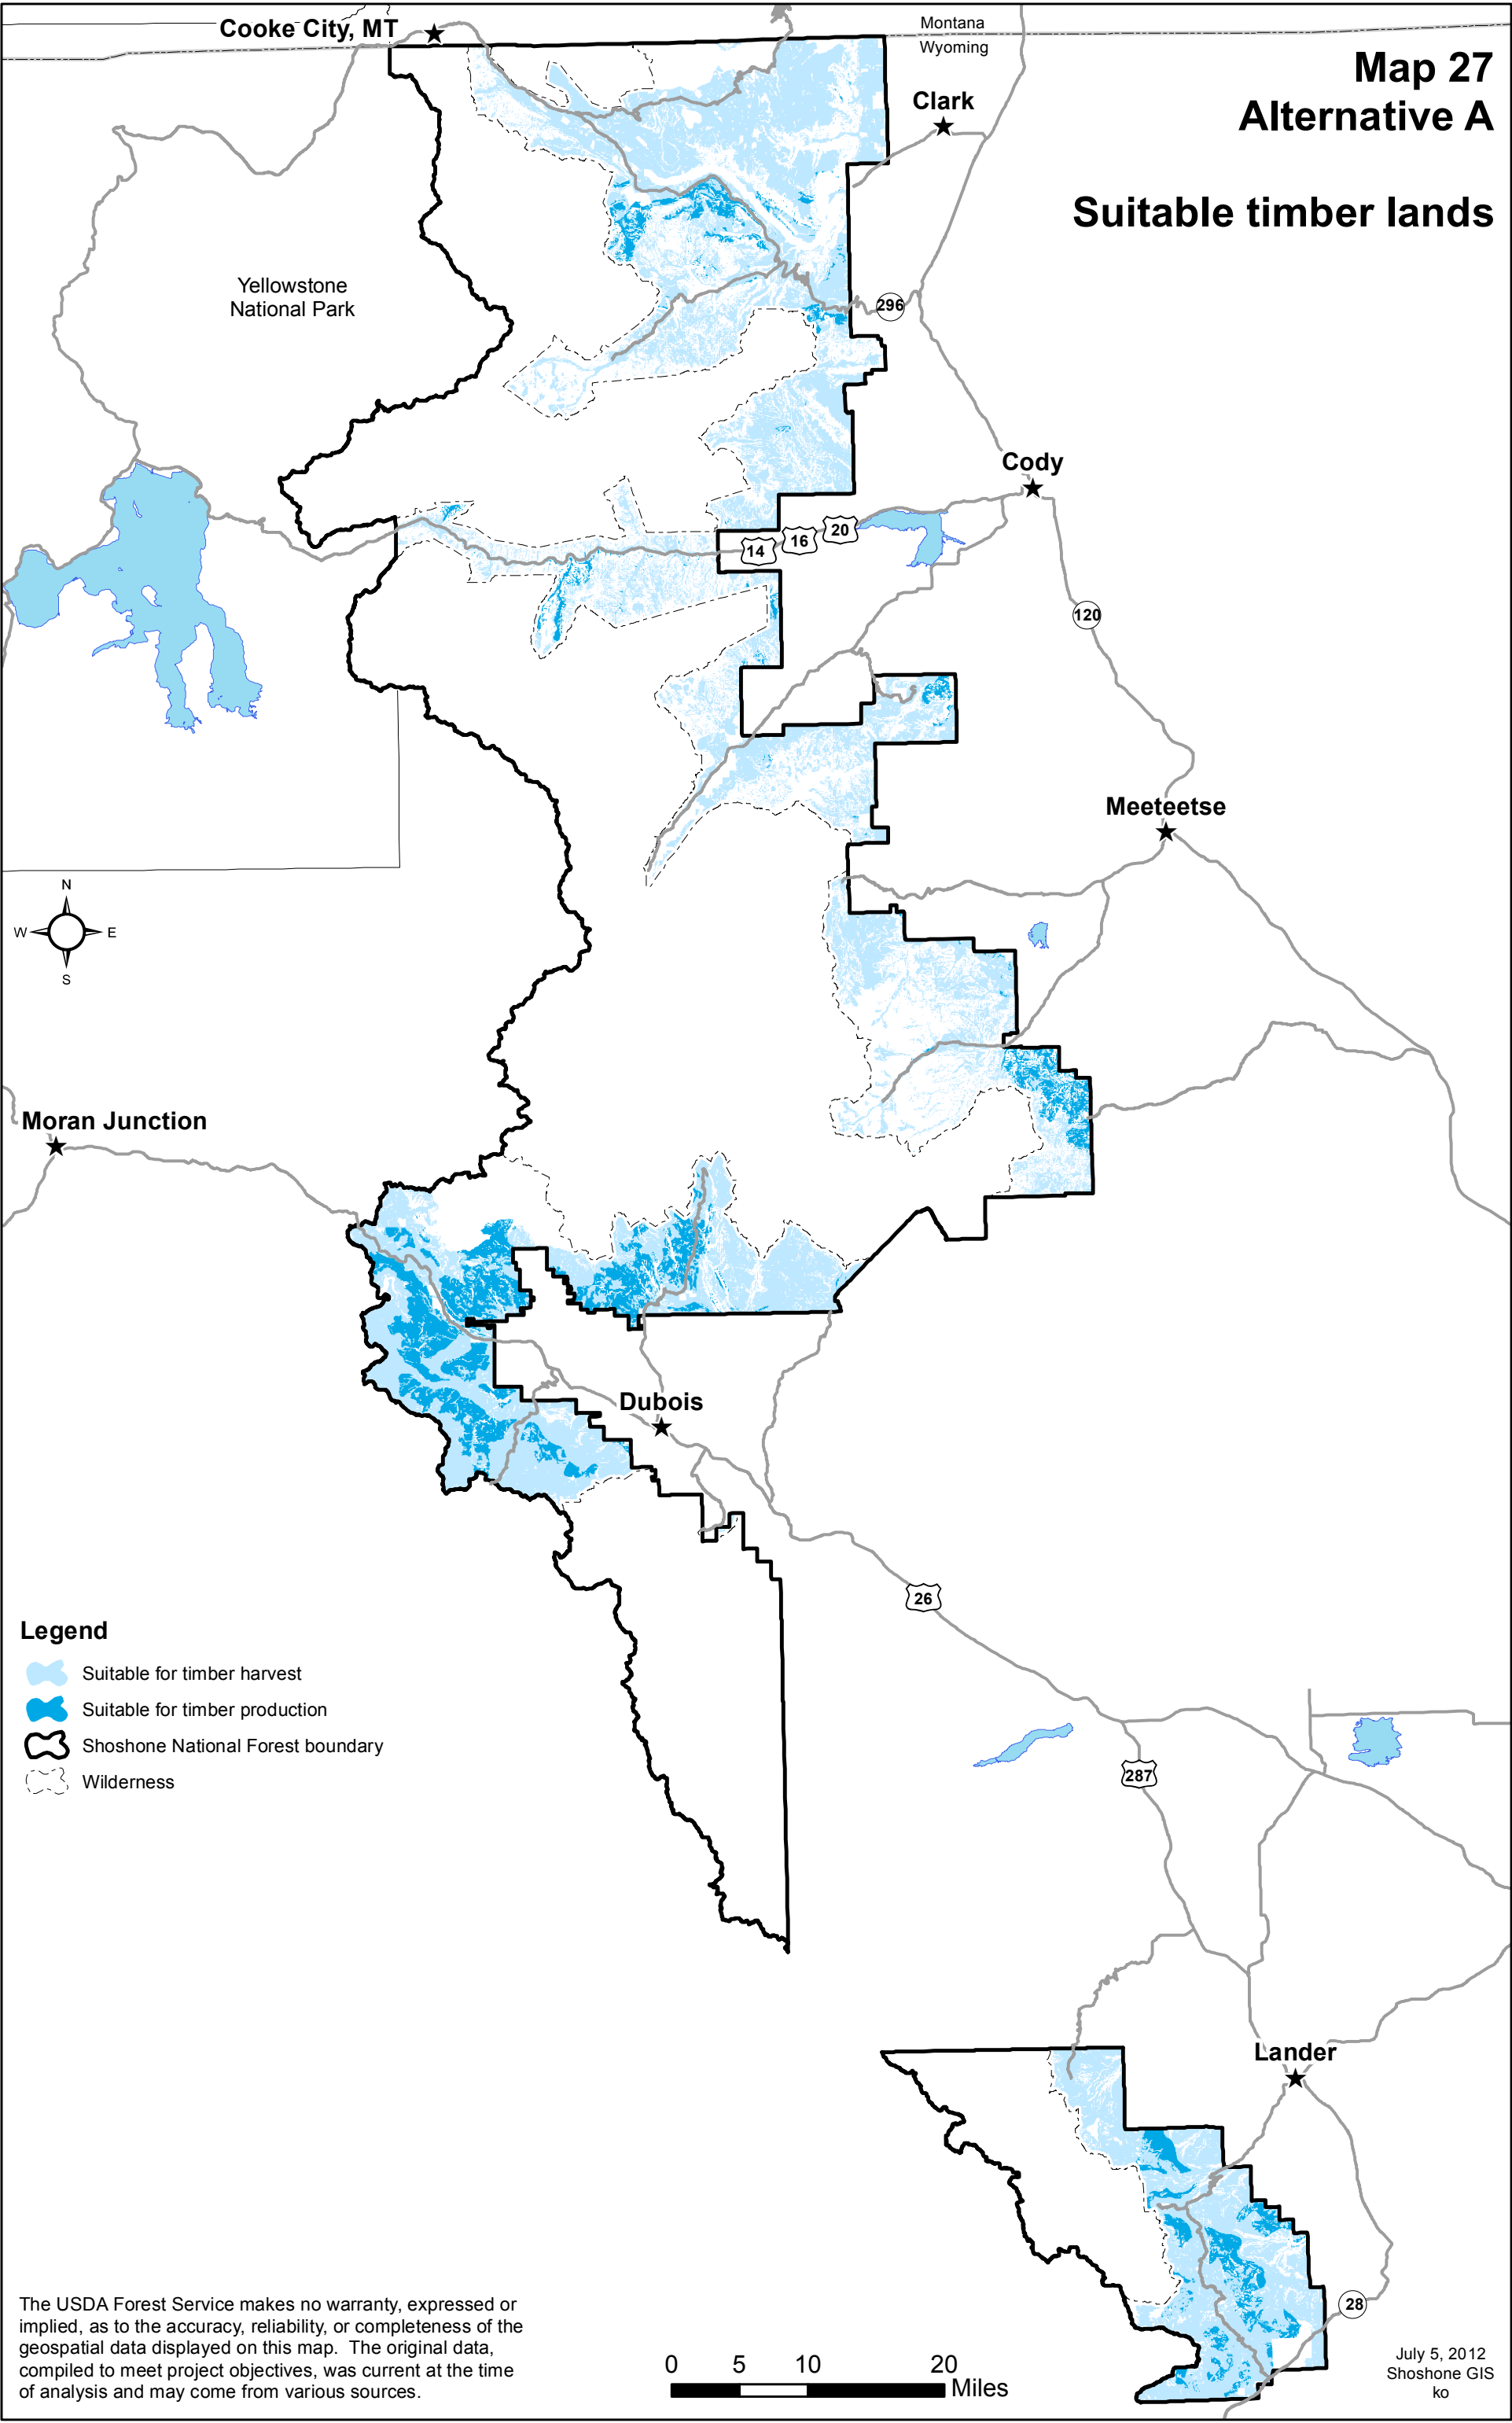 Cooke City, MT
Montana
Wyoming
Map 27
Alternative A
Suitable timber lands
Clark
Yellowstone
National Park
296
Cody
14
16
20
120
Meeteetse
N
W
E
S
Moran Junction
Dubois
26
Legend
Suitable for timber harvest
Suitable for timber production
Shoshone National Forest boundary
Wilderness
287
Lander
28
The USDA Forest Service makes no warranty, expressed or
implied, as to the accuracy, reliability, or completeness of the
geospatial data displayed on this map.  The original data,
compiled to meet project objectives, was current at the time
of analysis and may come from various sources.
0 5 10 20
Miles
July 5, 2012
Shoshone GIS
ko